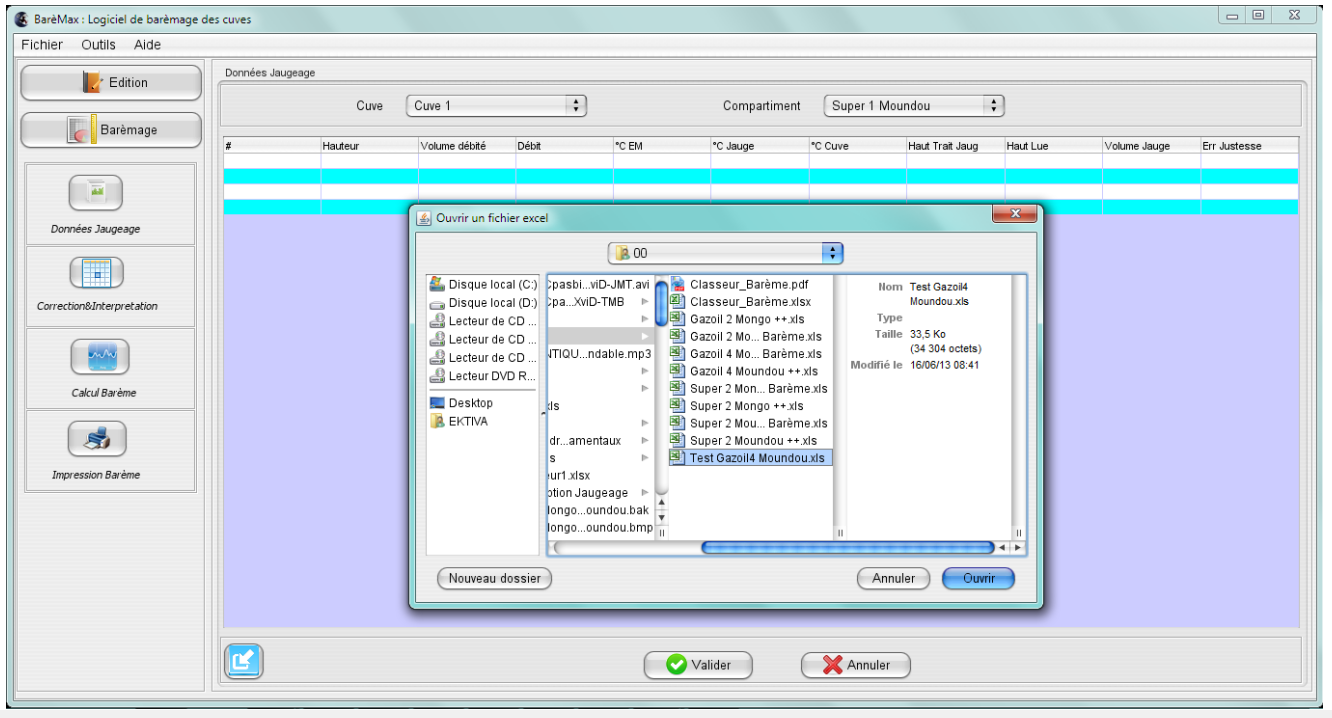 BarèMax : Logiciel de barèmage des cuves
Fichier Outils Aide
Edition
Barèmage
Données Jaugeage
Correction&Interpretation
Calcul Barème
Impression Barème
Données Jaugeage
Cuve Cuve 1 Compartiment Super 1 Moundou
# Hauteur Volume débité Débit °C EM °C Jauge °C Cuve Haut Trait Jaug Haut Lue Volume Jauge Err Justesse
Ouvrir un fichier excel
00
Disque local (C:)
Disque local (D:)
Lecteur de CD ...
Lecteur de CD ...
Lecteur de CD ...
Lecteur DVD R...
Desktop
EKTIVA
Cpasbi...viD-JMT.avi
Cpa...XviD-TMB
NTIQU...ndable.mp3
.xls
dr...amentaux
s
eur1.xlsx
ption Jaugeage
longo...oundou.bak
longo...oundou.bmp
Classeur_Barème.pdf
Classeur_Barème.xlsx
Gazoil 2 Mongo ++.xls
Gazoil 2 Mo... Barème.xls
Gazoil 4 Mo... Barème.xls
Gazoil 4 Moundou ++.xls
Super 2 Mon... Barème.xls
Super 2 Mongo ++.xls
Super 2 Mou... Barème.xls
Super 2 Moundou ++.xls
Test Gazoil4 Moundou.xls
Nom Test Gazoil4
Moundou.xls
Type
Taille 33,5 Ko
(34 304 octets)
Modifié le 16/06/13 08:41
Nouveau dossier Annuler Ouvrir
Valider Annuler